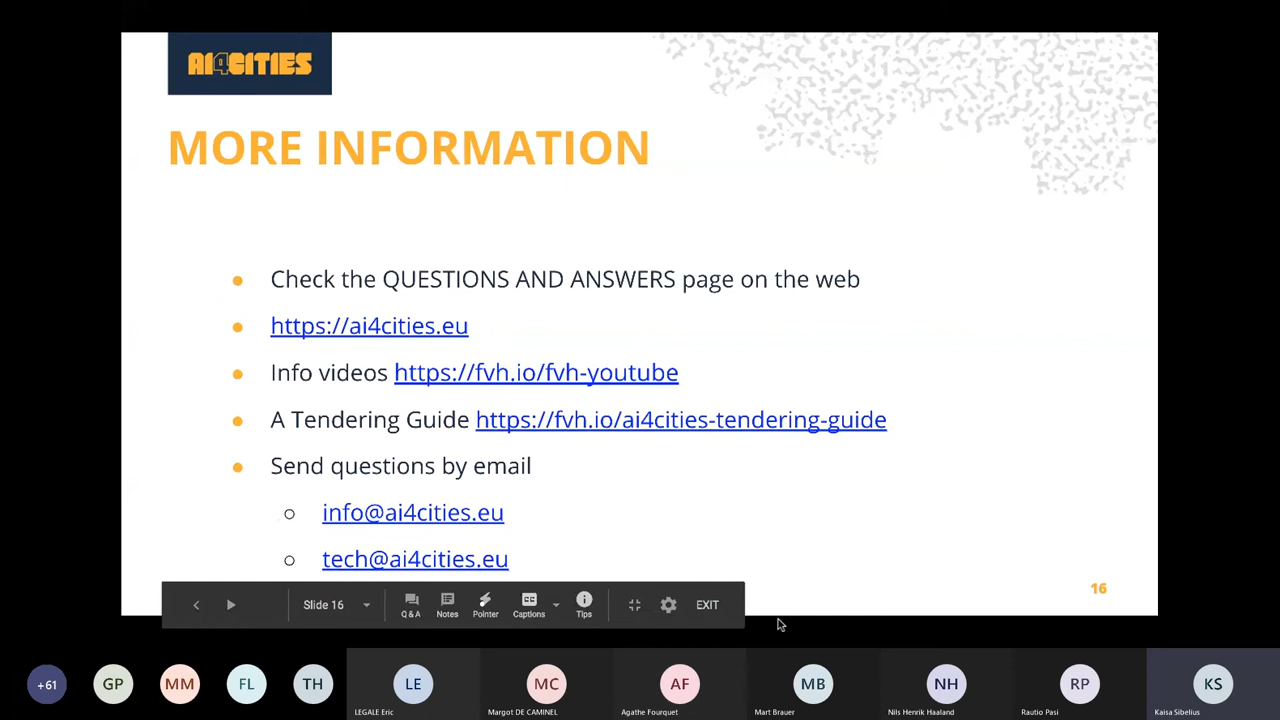 AI4CITIES
MORE INFORMATION
Check the QUESTIONS AND ANSWERS page on the web
https://ai4cities.eu
Info videos https://fvh.io/fvh-youtube
A Tendering Guide https://fvh.io/ai4cities-tendering-guide
Send questions by email
info@ai4cities.eu
tech@ai4cities.eu
16
Slide 16
Q & A
Notes
Pointer
Captions
Tips
EXIT
+61
GP
MM
FL
TH
LE
MC
AF
MB
NH
RP
KS
LEGALE Eric
Margot DE CAMINEL
Agathe Fourquet
Mart Brauer
Nils Henrik Haaland
Rautio Pasi
Kaisa Sibelius